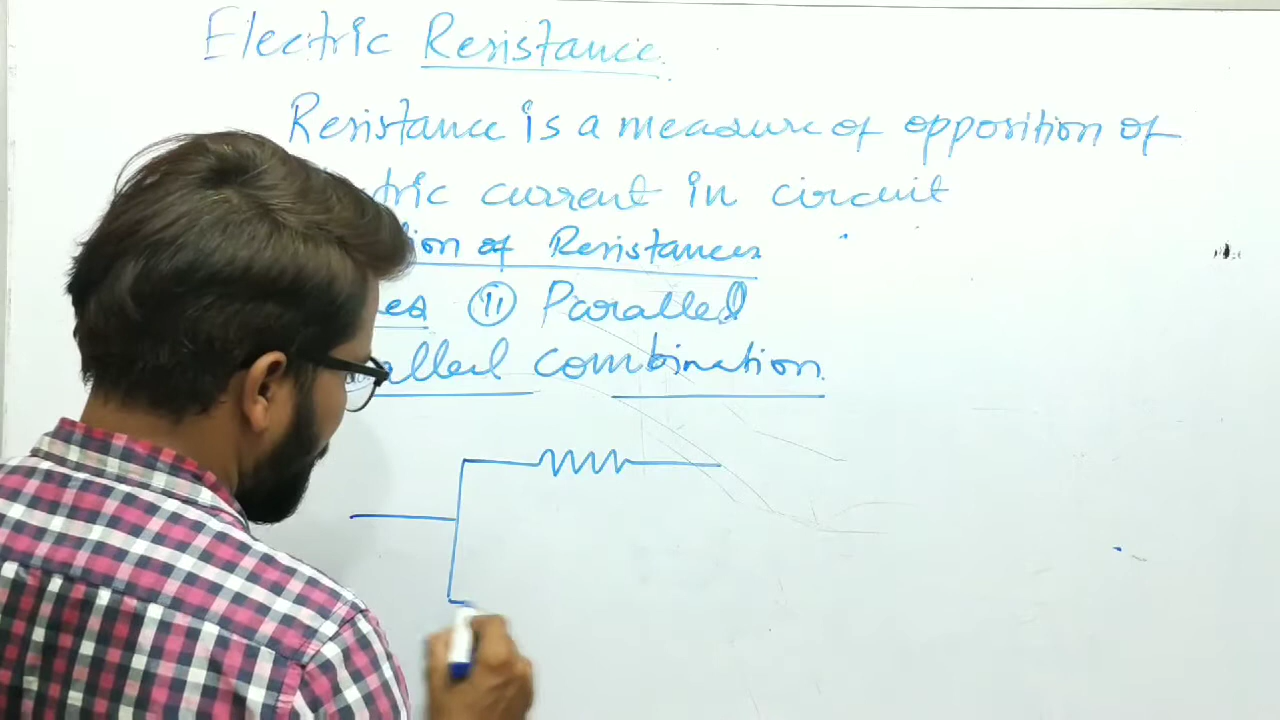 Electric Resistance.
Resistance is a measure of opposition of
tric current in circuit
ion of Resistances
es (II) Parallel
allel combination.